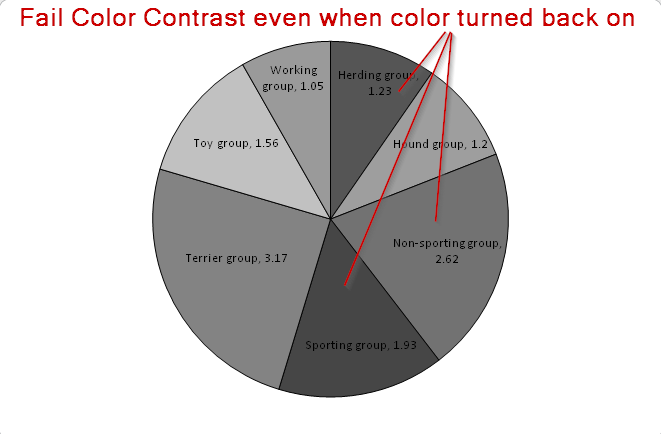 Fail Color Contrast even when color turned back on
Working
group, 1.05
Herding group,
1.23
Toy group, 1.56
Hound group, 1.2
Non-sporting group,
2.62
Terrier group, 3.17
Sporting group, 1.93